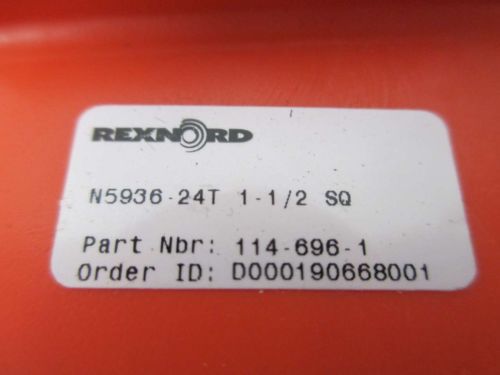 REXNORD
N5936-24T 1-1/2 SQ
Part Nbr: 114-696-1
Order ID: D000190668001